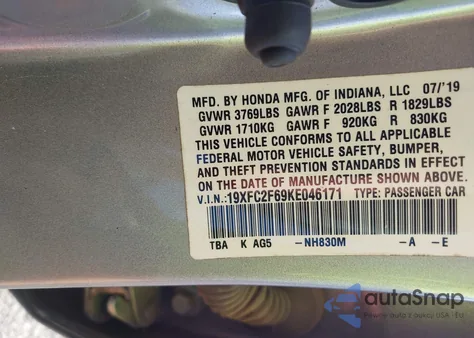 MFD. BY HONDA MFG. OF INDIANA, LLC 07/'19
GVWR 3769LBS GAWR F 2028LBS R 1829LBS
GVWR 1710KG GAWR F 920KG R 830KG
THIS VEHICLE CONFORMS TO ALL APPLICABLE
FEDERAL MOTOR VEHICLE SAFETY, BUMPER,
AND THEFT PREVENTION STANDARDS IN EFFECT
ON THE DATE OF MANUFACTURE SHOWN ABOVE.
V.I.N.:19XFC2F69KE046171 TYPE: PASSENGER CAR
TBA K AG5 -NH830M -A -E
autoSnap